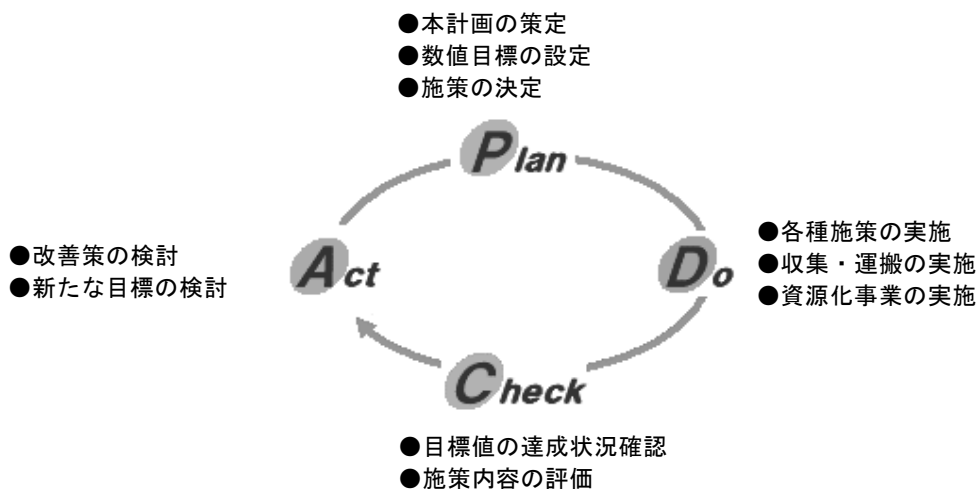 ●本計画の策定
●数値目標の設定
●施策の決定
Plan
●各種施策の実施
●収集・運搬の実施
●資源化事業の実施
Do
●改善策の検討
●新たな目標の検討
Act
Check
●目標値の達成状況確認
●施策内容の評価